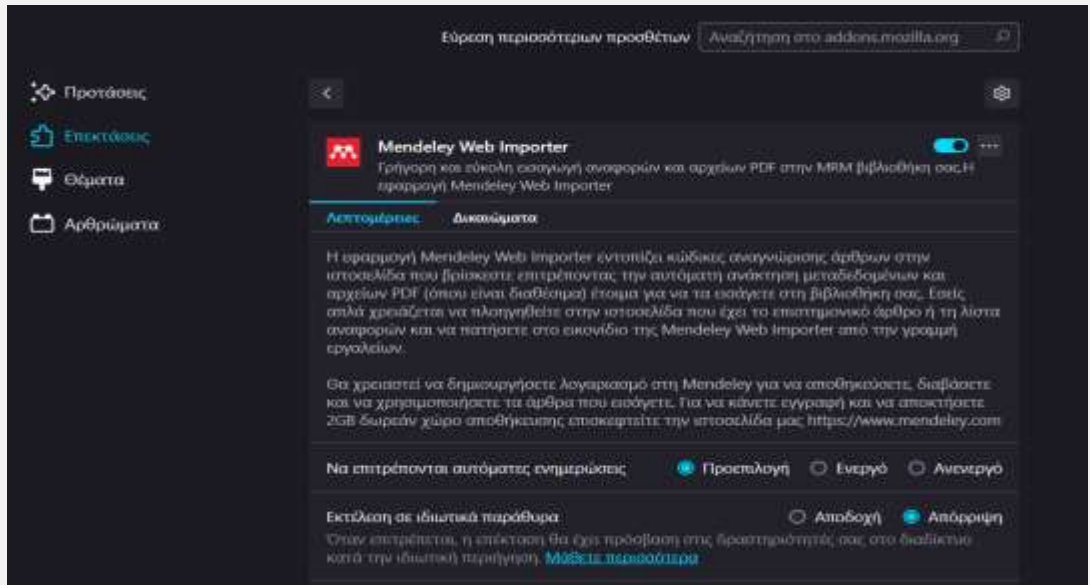 Εύρεση περισσότερων προσθέτων
Αναζήτηση στο addons.mozilla.org
Προτάσεις
Επεκτάσεις
Θέματα
Αρθρώματα
Mendeley Web Importer
Γρήγορη και εύκολη εισαγωγή αναφορών και αρχείων PDF στην MRM βιβλιοθήκη σας.Η
εφαρμογή Mendeley Web Importer
Λεπτομέρειες
Δικαιώματα
Η εφαρμογή Mendeley Web Importer εντοπίζει κώδικες αναγνώρισης άρθρων στην
ιστοσελίδα που βρίσκεστε επιτρέποντας την αυτόματη ανάκτηση μεταδεδομένων και
αρχείων PDF (όπου είναι διαθέσιμα) έτοιμα για να τα εισάγετε στη βιβλιοθήκη σας. Εσείς
απλά χρειάζεται να πλοηγηθείτε στην ιστοσελίδα που έχει το επιστημονικό άρθρο ή τη λίστα
αναφορών και να πατήσετε στο εικονίδιο της Mendeley Web Importer από την γραμμή
εργαλείων.
Θα χρειαστεί να δημιουργήσετε λογαριασμό στη Mendeley για να αποθηκεύσετε, διαβάσετε
και να χρησιμοποιήσετε τα άρθρα που εισάγετε. Για να κάνετε εγγραφή και να αποκτήσετε
2GB δωρεάν χώρο αποθήκευσης επισκεφτείτε την ιστοσελίδα μας https://www.mendeley.com
Να επιτρέπονται αυτόματες ενημερώσεις
Προεπιλογή
Ενεργό
Ανενεργό
Εκτέλεση σε ιδιωτικά παράθυρα
Αποδοχή
Απόρριψη
Όταν επιτρέπεται, η επέκταση θα έχει πρόσβαση στις δραστηριότητές σας στο διαδίκτυο
κατά την ιδιωτική περιήγηση. Μάθετε περισσότερα